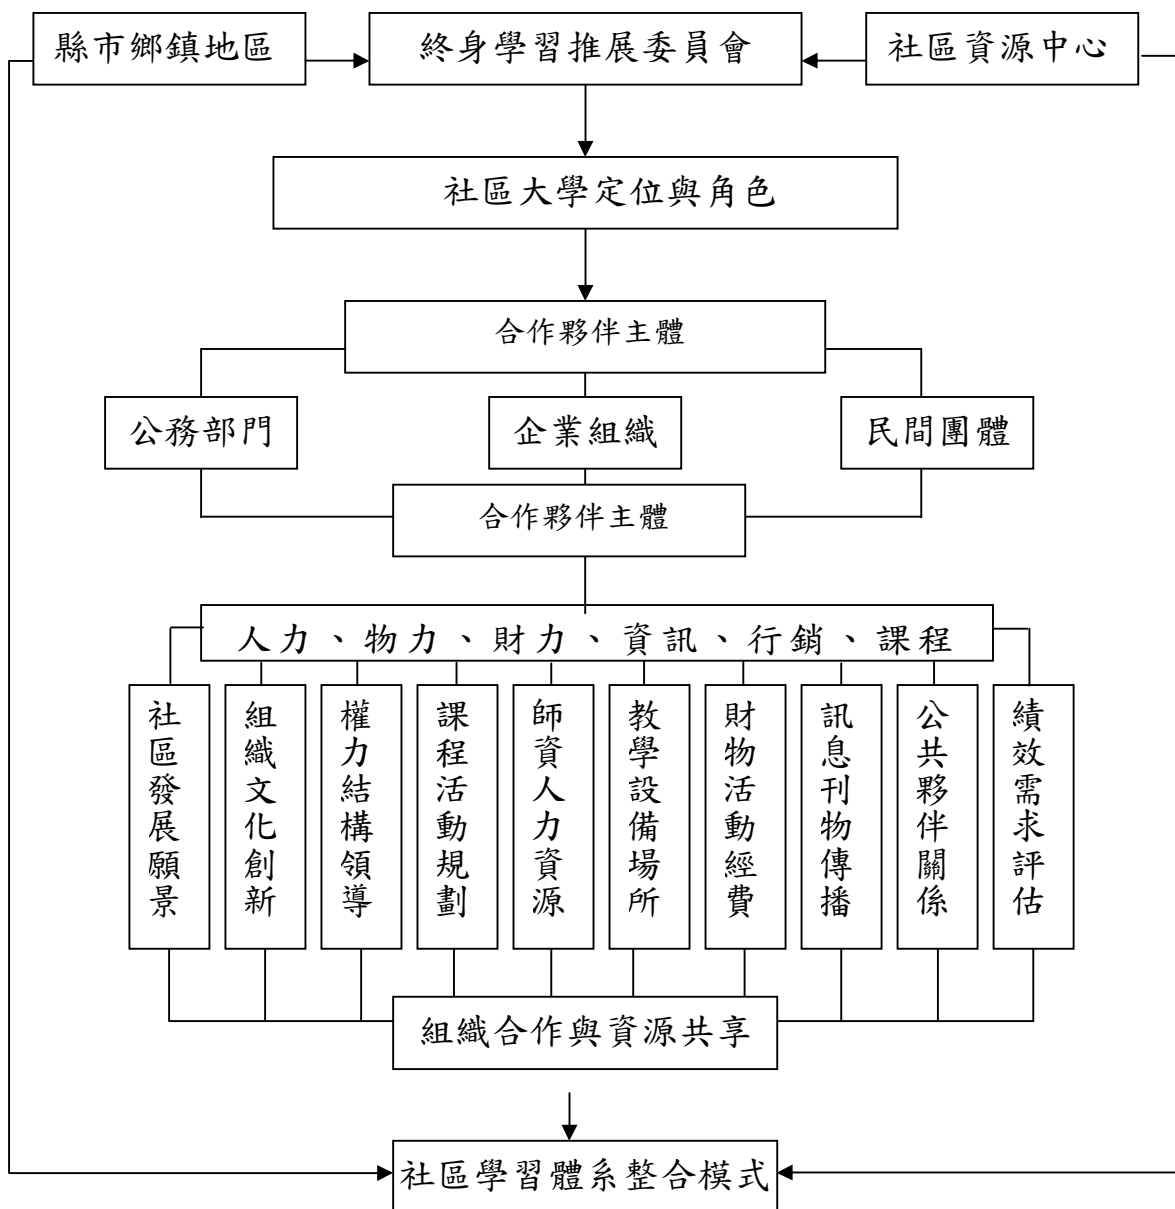 縣市鄉鎮地區
終身學習推展委員會
社區資源中心
社區大學定位與角色
合作夥伴主體
公務部門
企業組織
民間團體
合作夥伴主體
人力、物力、財力、資訊、行銷、課程
社區發展願景
組織文化創新
權力結構領導
課程活動規劃
師資人力資源
教學設備場所
財物活動經費
訊息刊物傳播
公共夥伴關係
績效需求評估
組織合作與資源共享
社區學習體系整合模式